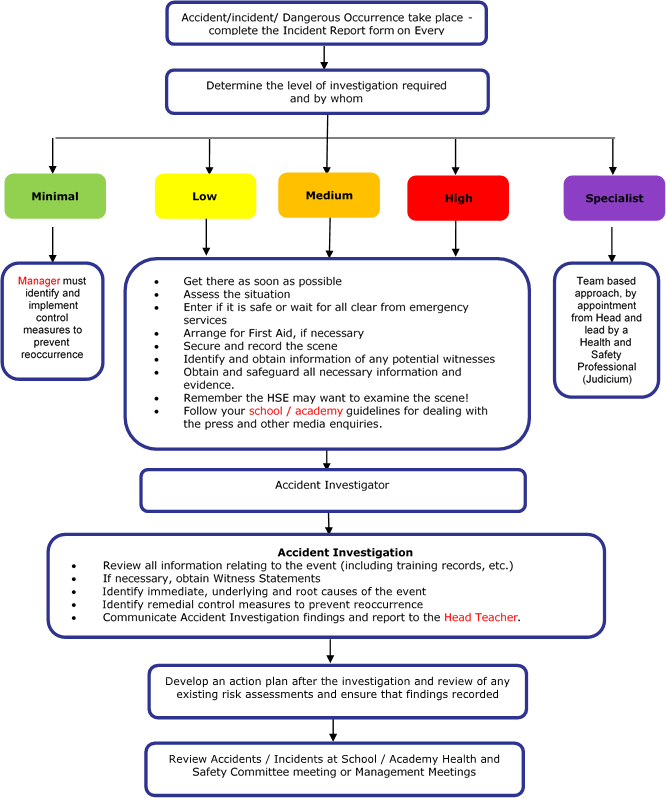 Accident/incident/ Dangerous Occurrence take place -
complete the Incident Report form on Every
Determine the level of investigation required
and by whom
Minimal
Low
Medium
High
Specialist
Manager must
identify and
implement
control
measures to
prevent
reoccurrence
• Get there as soon as possible
• Assess the situation
• Enter if it is safe or wait for all clear from emergency
services
• Arrange for First Aid, if necessary
• Secure and record the scene
• Identify and obtain information of any potential witnesses
• Obtain and safeguard all necessary information and
evidence.
• Remember the HSE may want to examine the scene!
• Follow your school / academy guidelines for dealing with
the press and other media enquiries.
Team based
approach, by
appointment
from Head and
lead by a
Health and
Safety
Professional
(Judicium)
Accident Investigator
Accident Investigation
• Review all information relating to the event (including training records, etc.)
• If necessary, obtain Witness Statements
• Identify immediate, underlying and root causes of the event
• Identify remedial control measures to prevent reoccurrence
• Communicate Accident Investigation findings and report to the Head Teacher.
Develop an action plan after the investigation and review of any
existing risk assessments and ensure that findings recorded
Review Accidents / Incidents at School / Academy Health and
Safety Committee meeting or Management Meetings